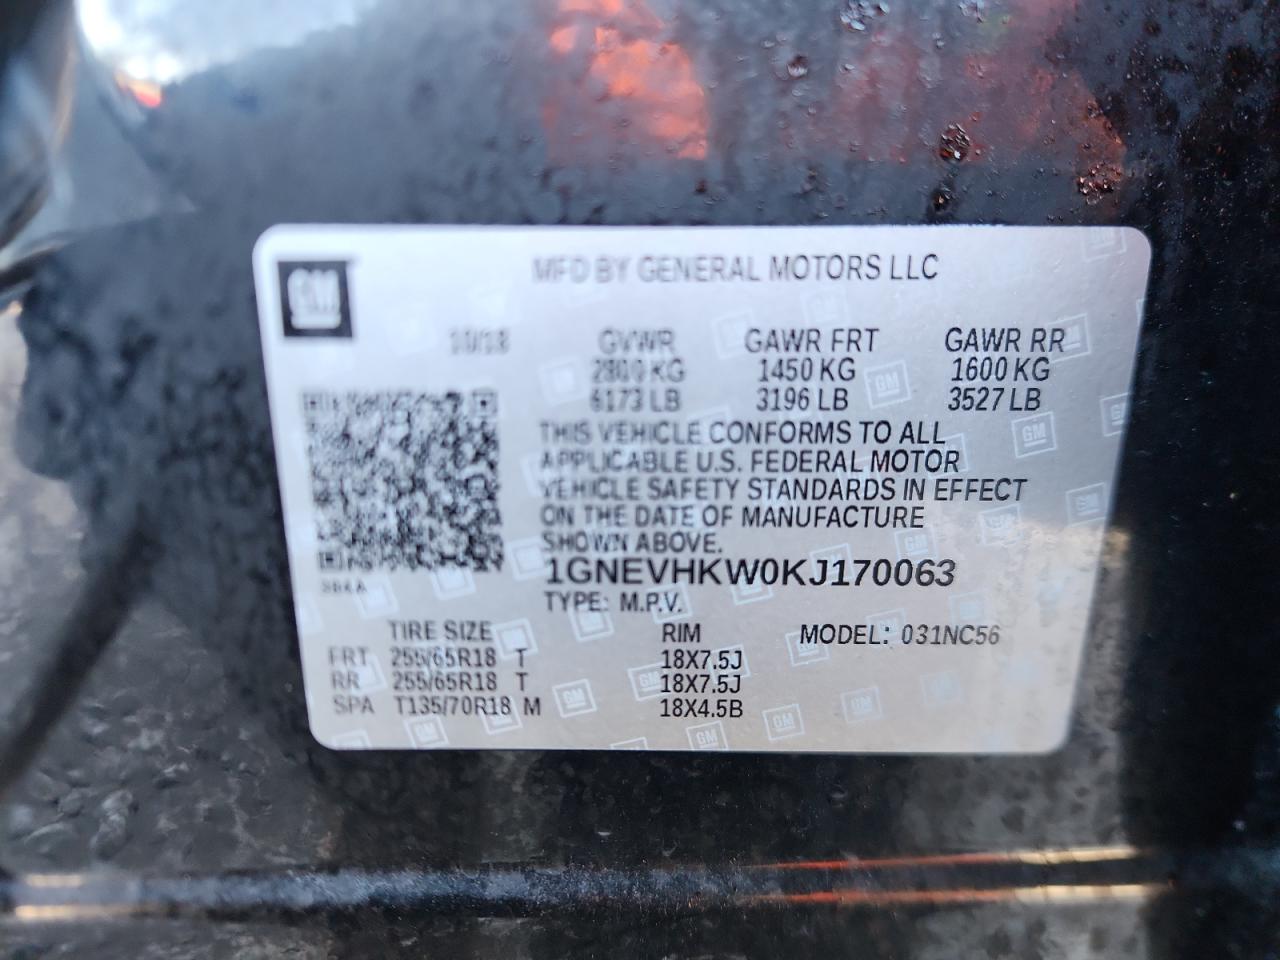 GM
MFD BY GENERAL MOTORS LLC
10/18 GVWR GAWR FRT GAWR RR
2800 KG 1450 KG 1600 KG
6173 LB 3196 LB 3527 LB
THIS VEHICLE CONFORMS TO ALL
APPLICABLE U.S. FEDERAL MOTOR
VEHICLE SAFETY STANDARDS IN EFFECT
ON THE DATE OF MANUFACTURE
SHOWN ABOVE.
1GNEVHKW0KJ170063
TYPE: M.P.V.
TIRE SIZE RIM MODEL: 031NC56
FRT 255/65R18 T 18X7.5J
RR 255/65R18 T 18X7.5J
SPA T135/70R18 M 18X4.5B